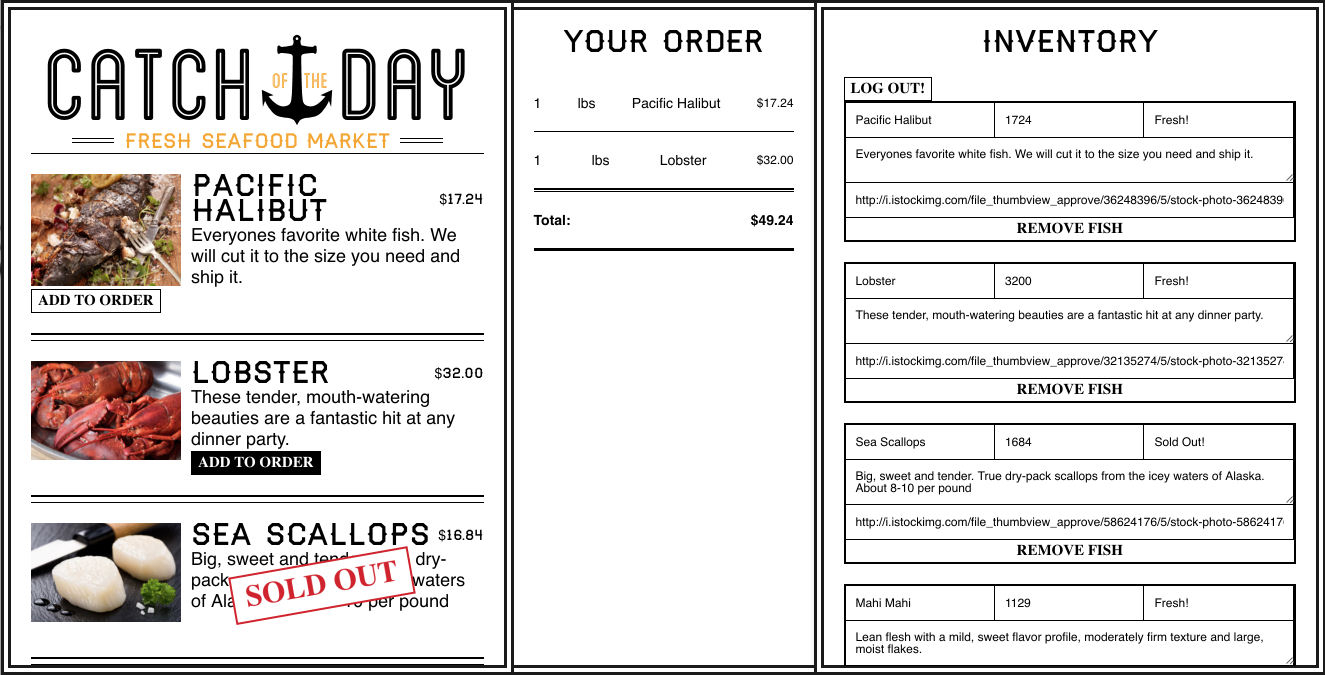 CATCH OF THE DAY
FRESH SEAFOOD MARKET
PACIFIC
HALIBUT
$17.24
Everyones favorite white fish. We
will cut it to the size you need and
ship it.
ADD TO ORDER
LOBSTER
$32.00
These tender, mouth-watering
beauties are a fantastic hit at any
dinner party.
ADD TO ORDER
SEA SCALLOPS $16.84
Big, sweet and dry-
pack waters
of per pound
SOLD OUT
YOUR ORDER
1 lbs Pacific Halibut $17.24
1 lbs Lobster $32.00
Total: $49.24
INVENTORY
LOG OUT!
Pacific Halibut 1724 Fresh!
Everyones favorite white fish. We will cut it to the size you need and ship it.
http://i.istockimg.com/file_thumbview_approve/36248396/5/stock-photo-3624839
REMOVE FISH
Lobster 3200 Fresh!
These tender, mouth-watering beauties are a fantastic hit at any dinner party.
http://i.istockimg.com/file_thumbview_approve/32135274/5/stock-photo-3213527
REMOVE FISH
Sea Scallops 1684 Sold Out!
Big, sweet and tender. True dry-pack scallops from the icey waters of Alaska.
About 8-10 per pound
http://i.istockimg.com/file_thumbview_approve/58624176/5/stock-photo-5862417
REMOVE FISH
Mahi Mahi 1129 Fresh!
Lean flesh with a mild, sweet flavor profile, moderately firm texture and large,
moist flakes.